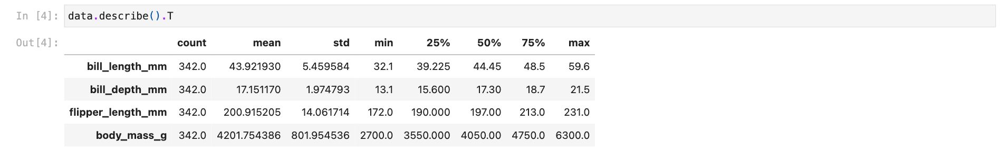 In [4]: data.describe().T
Out[4]:
count mean std min 25% 50% 75% max
bill_length_mm 342.0 43.921930 5.459584 32.1 39.225 44.45 48.5 59.6
bill_depth_mm 342.0 17.151170 1.974793 13.1 15.600 17.30 18.7 21.5
flipper_length_mm 342.0 200.915205 14.061714 172.0 190.000 197.00 213.0 231.0
body_mass_g 342.0 4201.754386 801.954536 2700.0 3550.000 4050.00 4750.0 6300.0